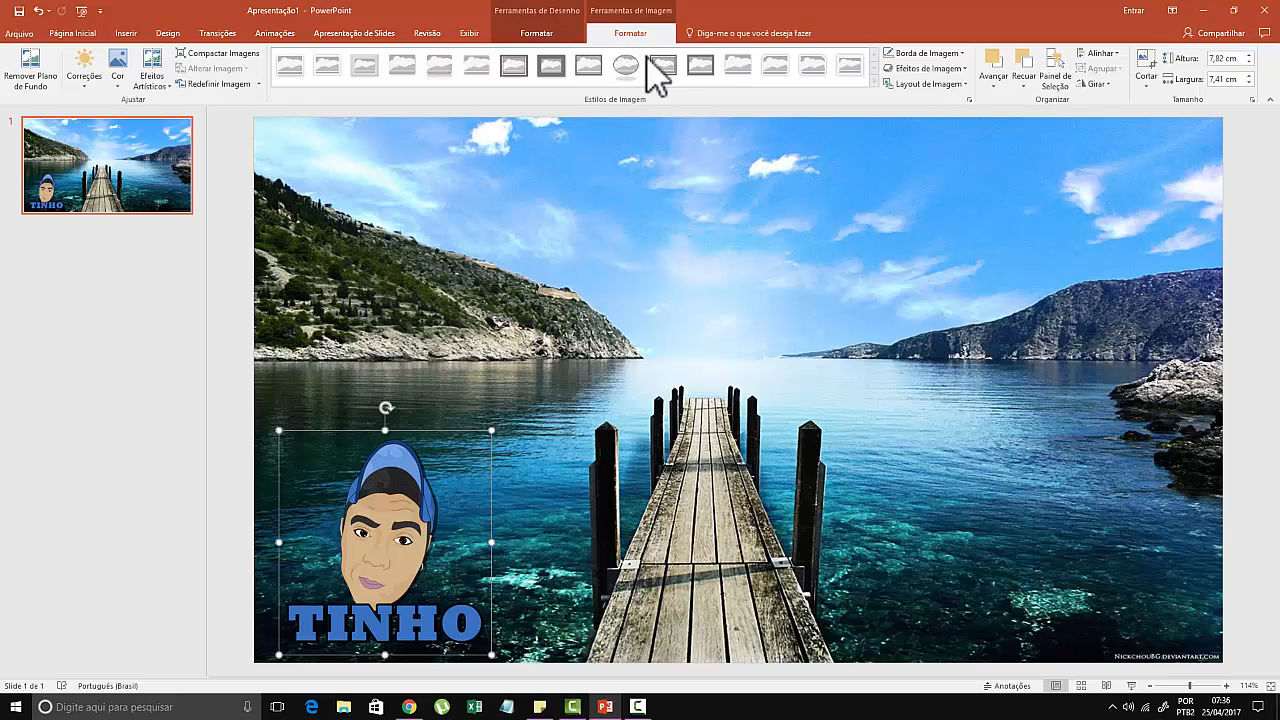 Apresentação1 - PowerPoint
Ferramentas de Desenho
Ferramentas de Imagem
Entrar
Arquivo
Página Inicial
Inserir
Design
Transições
Animações
Apresentação de Slides
Revisão
Exibir
Formatar
Formatar
Diga-me o que você deseja fazer
Compartilhar
Remover Plano de Fundo
Correções
Cor
Efeitos Artísticos
Compactar Imagens
Alterar Imagem
Redefinir Imagem
Ajustar
Estilos de Imagem
Borda de Imagem
Efeitos de Imagem
Layout de Imagem
Avançar
Recuar
Painel de Seleção
Alinhar
Agrupar
Girar
Organizar
Cortar
Altura: 7,82 cm
Largura: 7,41 cm
Tamanho
1
TINHO
TINHO
NickchouBG.deviantart.com
Slide 1 de 1
Português (Brasil)
Anotações
114%
Digite aqui para pesquisar
POR
PTB2
07:36
25/04/2017